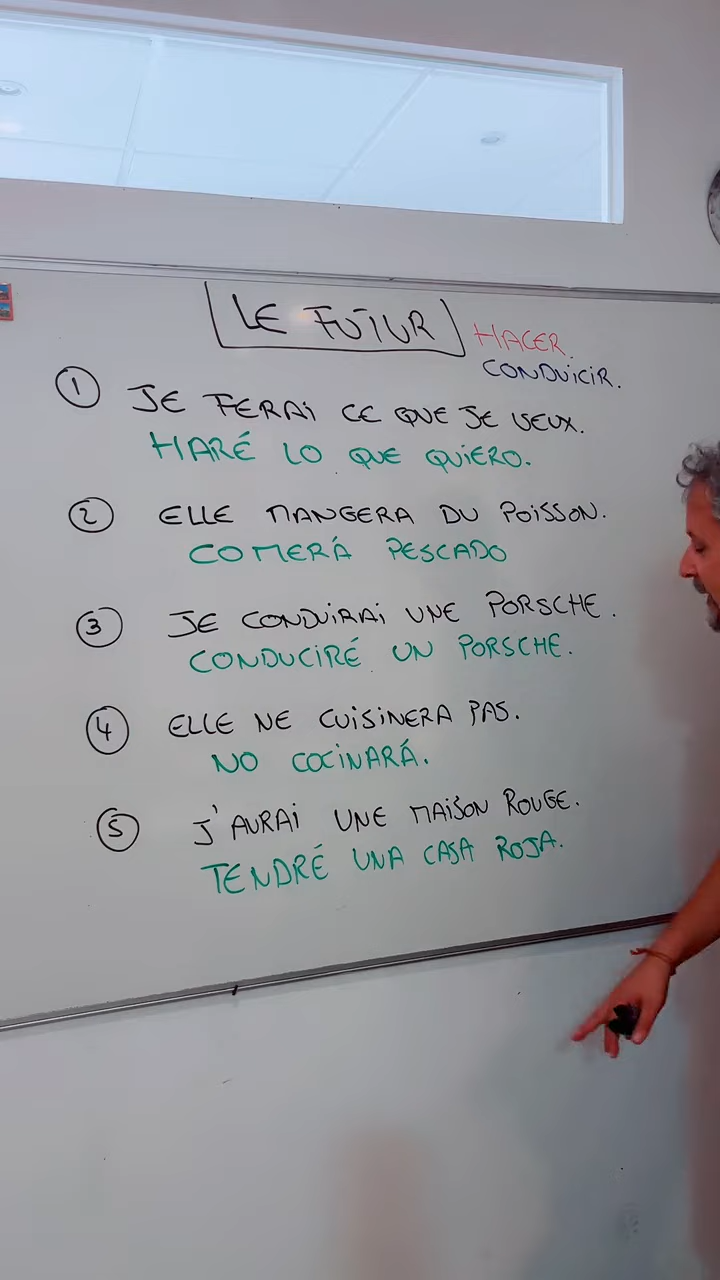 LE FUTUR
HACER.
CONDUICIR.
1 JE FERAI CE QUE JE VEUX.
HARÉ LO QUE QUIERO.
2 ELLE MANGERA DU POISSON.
COMERÁ PESCADO
3 JE CONDUIRAI UNE PORSCHE.
CONDUCIRÉ UN PORSCHE.
4 ELLE NE CUISINERA PAS.
NO COCINARÁ.
5 J'AURAI UNE MAISON ROUGE.
TENDRÉ UNA CASA ROJA.